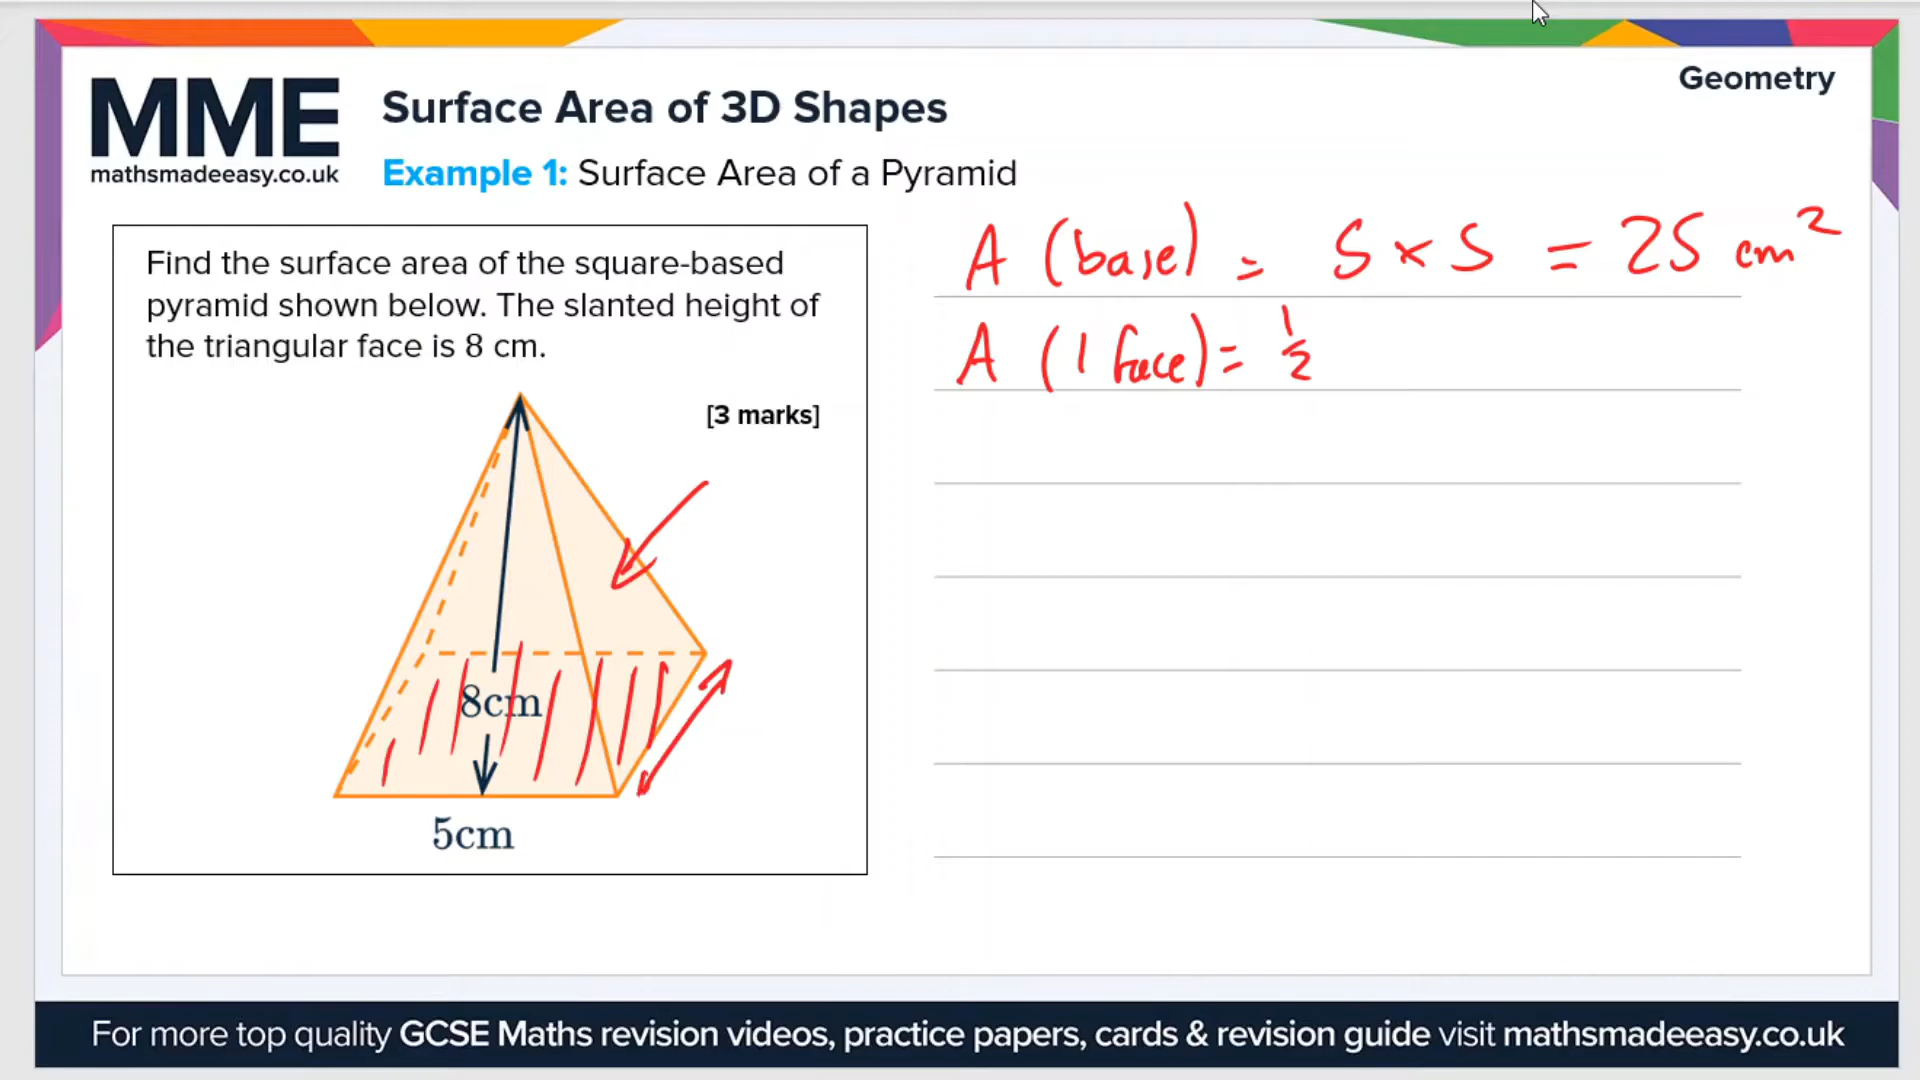 Geometry
MME
mathsmadeeasy.co.uk
Surface Area of 3D Shapes
Example 1: Surface Area of a Pyramid
Find the surface area of the square-based
pyramid shown below. The slanted height of
the triangular face is 8 cm.
[3 marks]
8cm
5cm
A (base) = 5 × 5 = 25 cm²
A (1 face) = ½
For more top quality GCSE Maths revision videos, practice papers, cards & revision guide visit mathsmadeeasy.co.uk